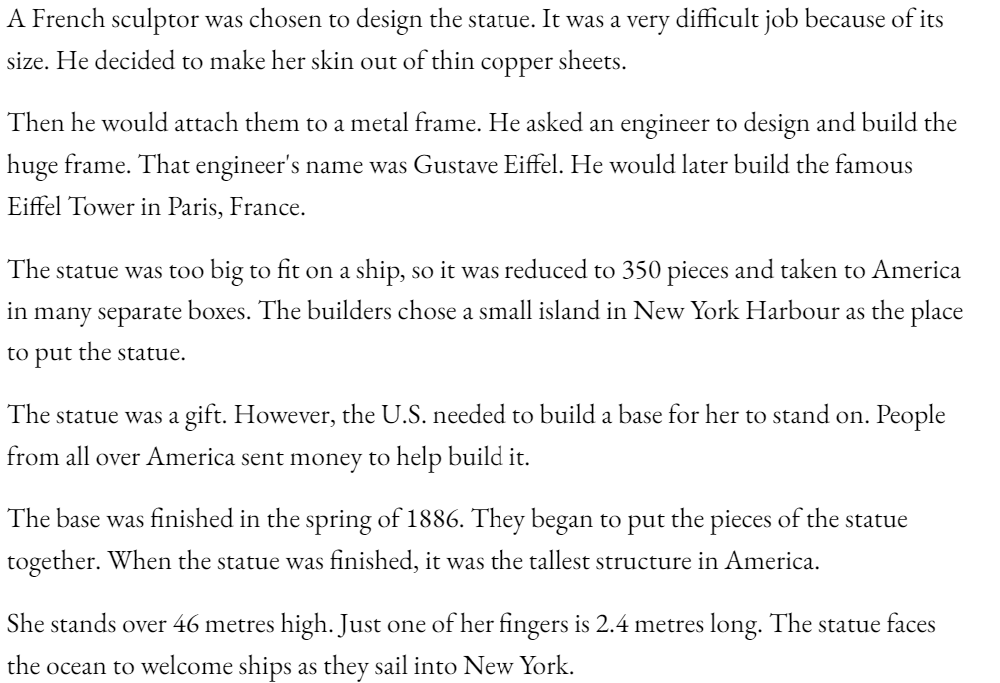 A French sculptor was chosen to design the statue. It was a very difficult job because of its
size. He decided to make her skin out of thin copper sheets.
Then he would attach them to a metal frame. He asked an engineer to design and build the
huge frame. That engineer's name was Gustave Eiffel. He would later build the famous
Eiffel Tower in Paris, France.
The statue was too big to fit on a ship, so it was reduced to 350 pieces and taken to America
in many separate boxes. The builders chose a small island in New York Harbour as the place
to put the statue.
The statue was a gift. However, the U.S. needed to build a base for her to stand on. People
from all over America sent money to help build it.
The base was finished in the spring of 1886. They began to put the pieces of the statue
together. When the statue was finished, it was the tallest structure in America.
She stands over 46 metres high. Just one of her fingers is 2.4 metres long. The statue faces
the ocean to welcome ships as they sail into New York.